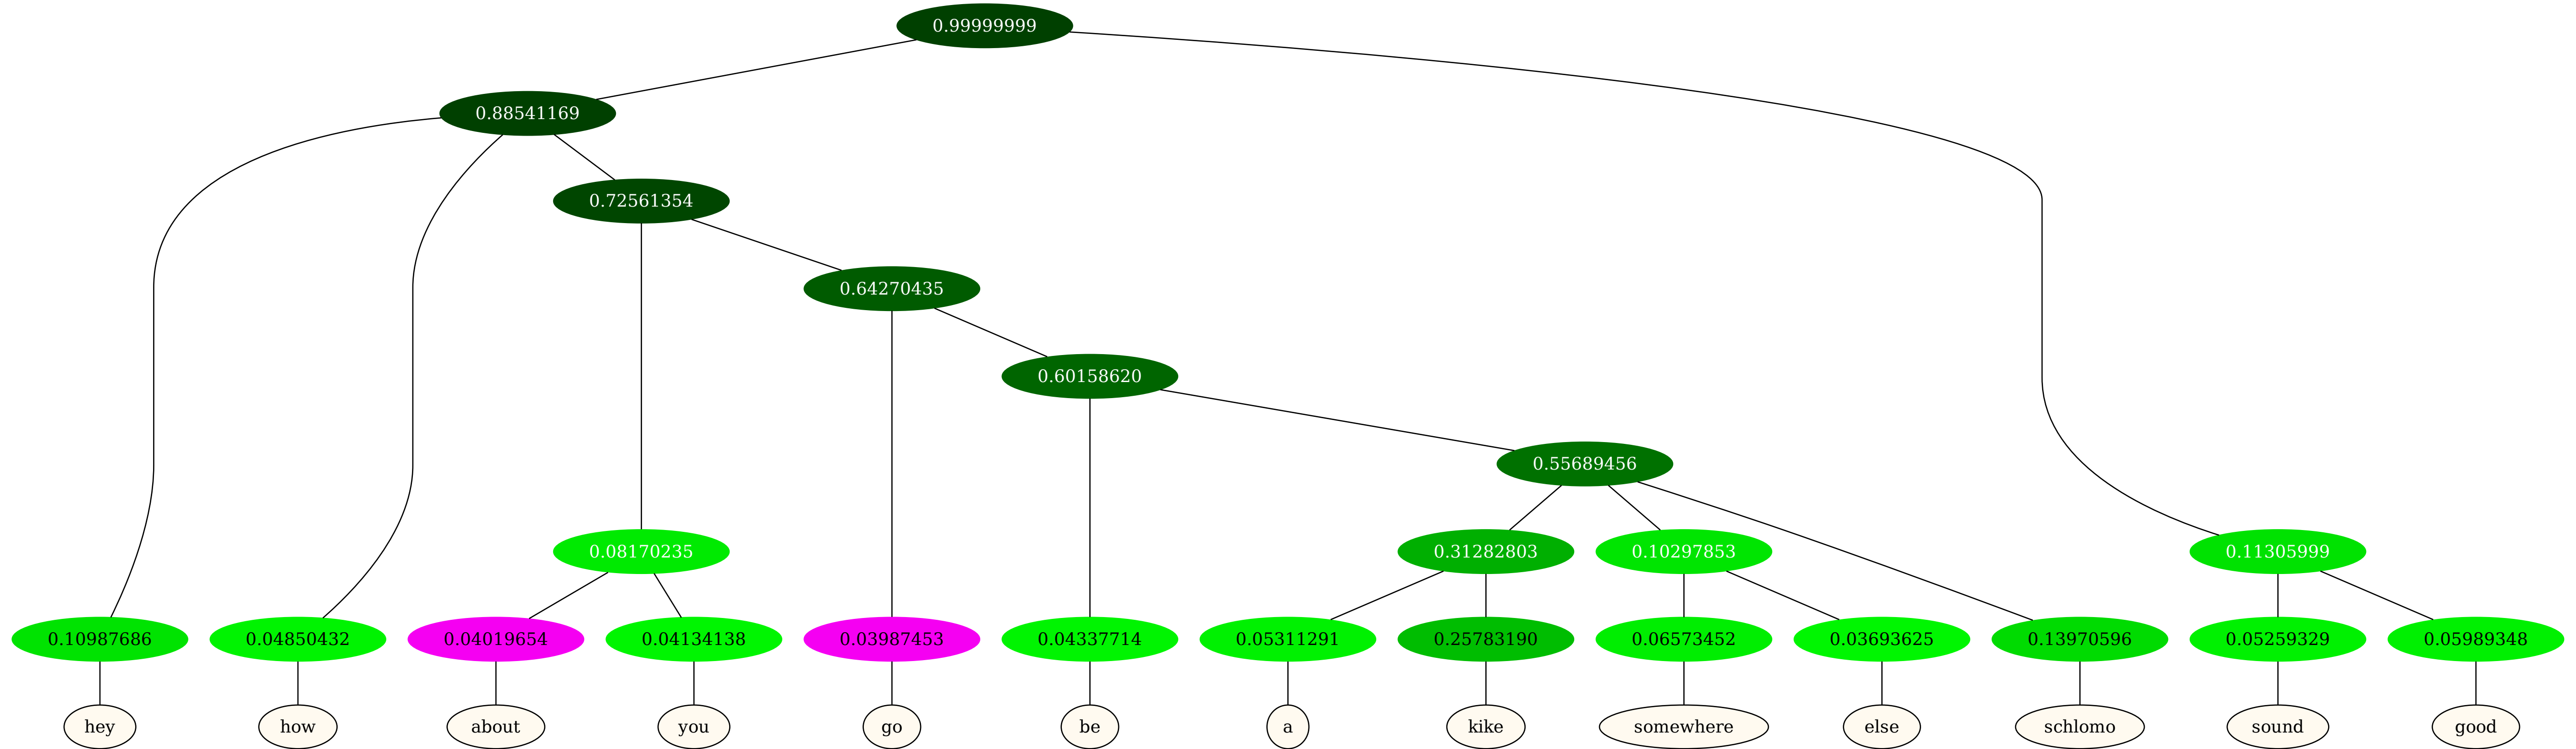 0.99999999
0.88541169
0.72561354
0.64270435
0.60158620
0.55689456
0.08170235 0.31282803 0.10297853 0.11305999
0.10987686 0.04850432 0.04019654 0.04134138 0.03987453 0.04337714 0.05311291 0.25783190 0.06573452 0.03693625 0.13970596 0.05259329 0.05989348
hey how about you go be a kike somewhere else schlomo sound good